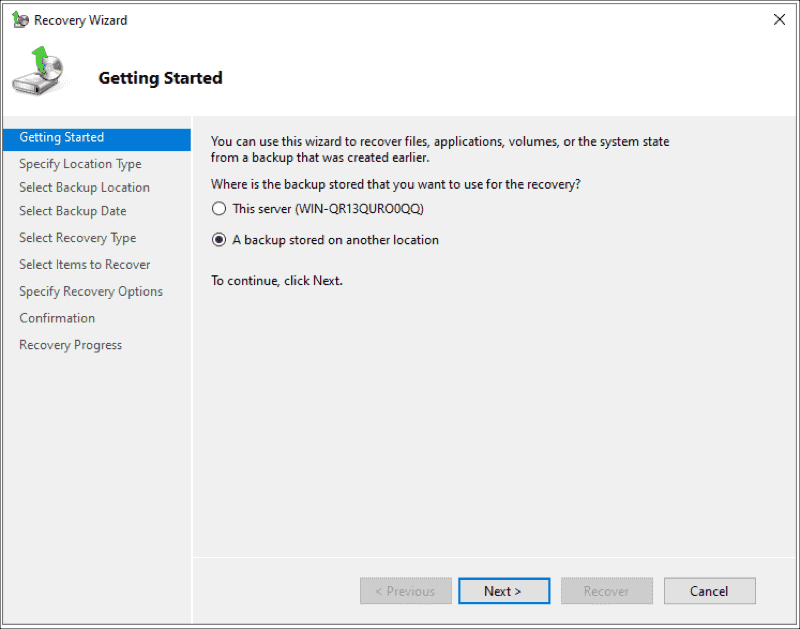 Recovery Wizard
Getting Started
Getting Started
Specify Location Type
Select Backup Location
Select Backup Date
Select Recovery Type
Select Items to Recover
Specify Recovery Options
Confirmation
Recovery Progress
You can use this wizard to recover files, applications, volumes, or the system state
from a backup that was created earlier.
Where is the backup stored that you want to use for the recovery?
This server (WIN-QR13QURO0QQ)
A backup stored on another location
To continue, click Next.
< Previous
Next >
Recover
Cancel